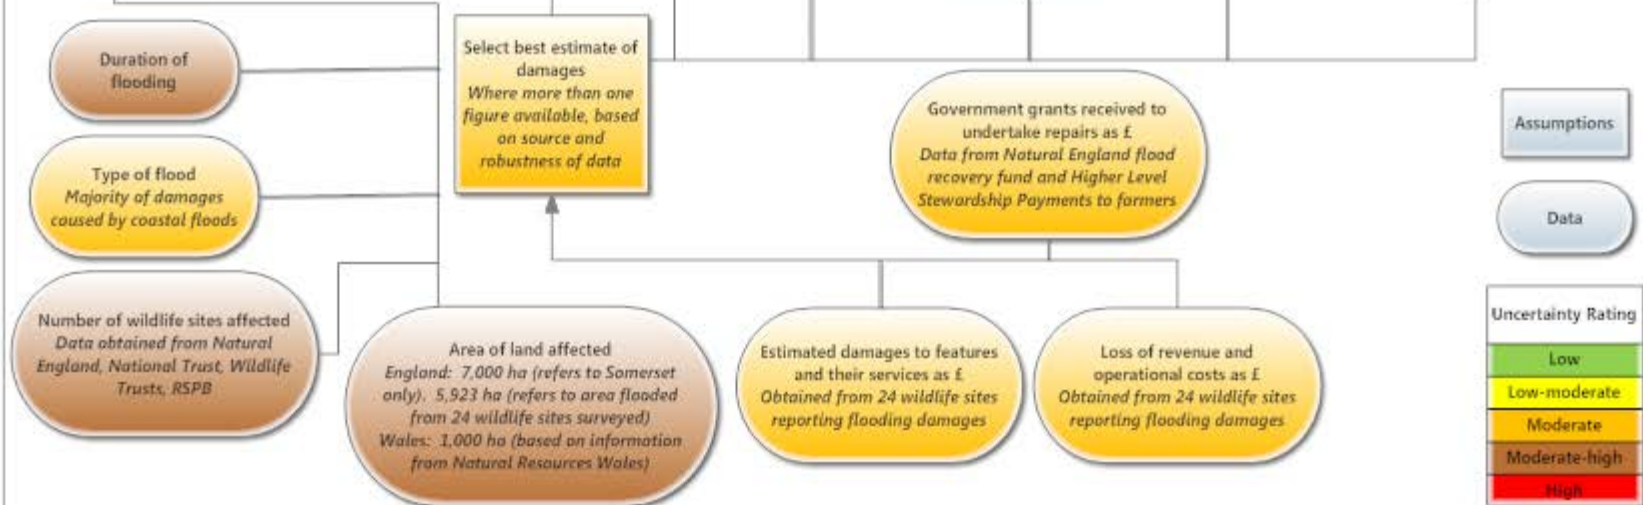 Duration of
flooding
Select best estimate of
damages
Where more than one
figure available, based
on source and
robustness of data
Government grants received to
undertake repairs as £
Data from Natural England flood
recovery fund and Higher Level
Stewardship Payments to farmers
Assumptions
Type of flood
Majority of damages
caused by coastal floods
Data
Number of wildlife sites affected
Data obtained from Natural
England, National Trust, Wildlife
Trusts, RSPB
Area of land affected
England: 7,000 ha (refers to Somerset
only). 5,923 ha (refers to area flooded
from 24 wildlife sites surveyed)
Wales: 1,000 ha (based on information
from Natural Resources Wales)
Estimated damages to features
and their services as £
Obtained from 24 wildlife sites
reporting flooding damages
Loss of revenue and
operational costs as £
Obtained from 24 wildlife sites
reporting flooding damages
Uncertainty Rating
Low
Low-moderate
Moderate
Moderate-high
High